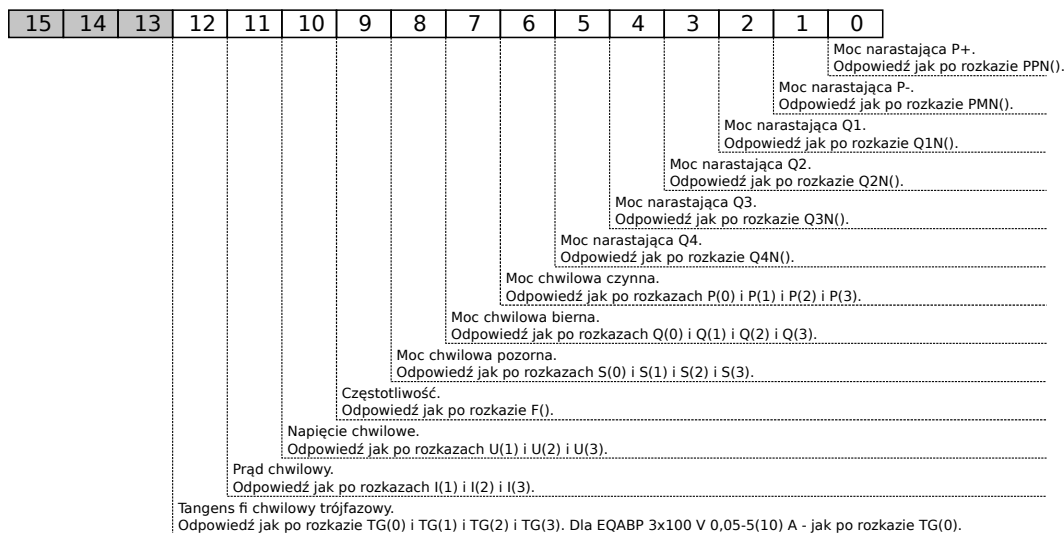 15 14 13 12 11 10 9 8 7 6 5 4 3 2 1 0
Moc narastająca P+.
Odpowiedź jak po rozkazie PPN().
Moc narastająca P-.
Odpowiedź jak po rozkazie PMN().
Moc narastająca Q1.
Odpowiedź jak po rozkazie Q1N().
Moc narastająca Q2.
Odpowiedź jak po rozkazie Q2N().
Moc narastająca Q3.
Odpowiedź jak po rozkazie Q3N().
Moc narastająca Q4.
Odpowiedź jak po rozkazie Q4N().
Moc chwilowa czynna.
Odpowiedź jak po rozkazach P(0) i P(1) i P(2) i P(3).
Moc chwilowa bierna.
Odpowiedź jak po rozkazach Q(0) i Q(1) i Q(2) i Q(3).
Moc chwilowa pozorna.
Odpowiedź jak po rozkazach S(0) i S(1) i S(2) i S(3).
Częstotliwość.
Odpowiedź jak po rozkazie F().
Napięcie chwilowe.
Odpowiedź jak po rozkazach U(1) i U(2) i U(3).
Prąd chwilowy.
Odpowiedź jak po rozkazach I(1) i I(2) i I(3).
Tangens fi chwilowy trójfazowy.
Odpowiedź jak po rozkazie TG(0) i TG(1) i TG(2) i TG(3). Dla EQABP 3x100 V 0,05-5(10) A - jak po rozkazie TG(0).